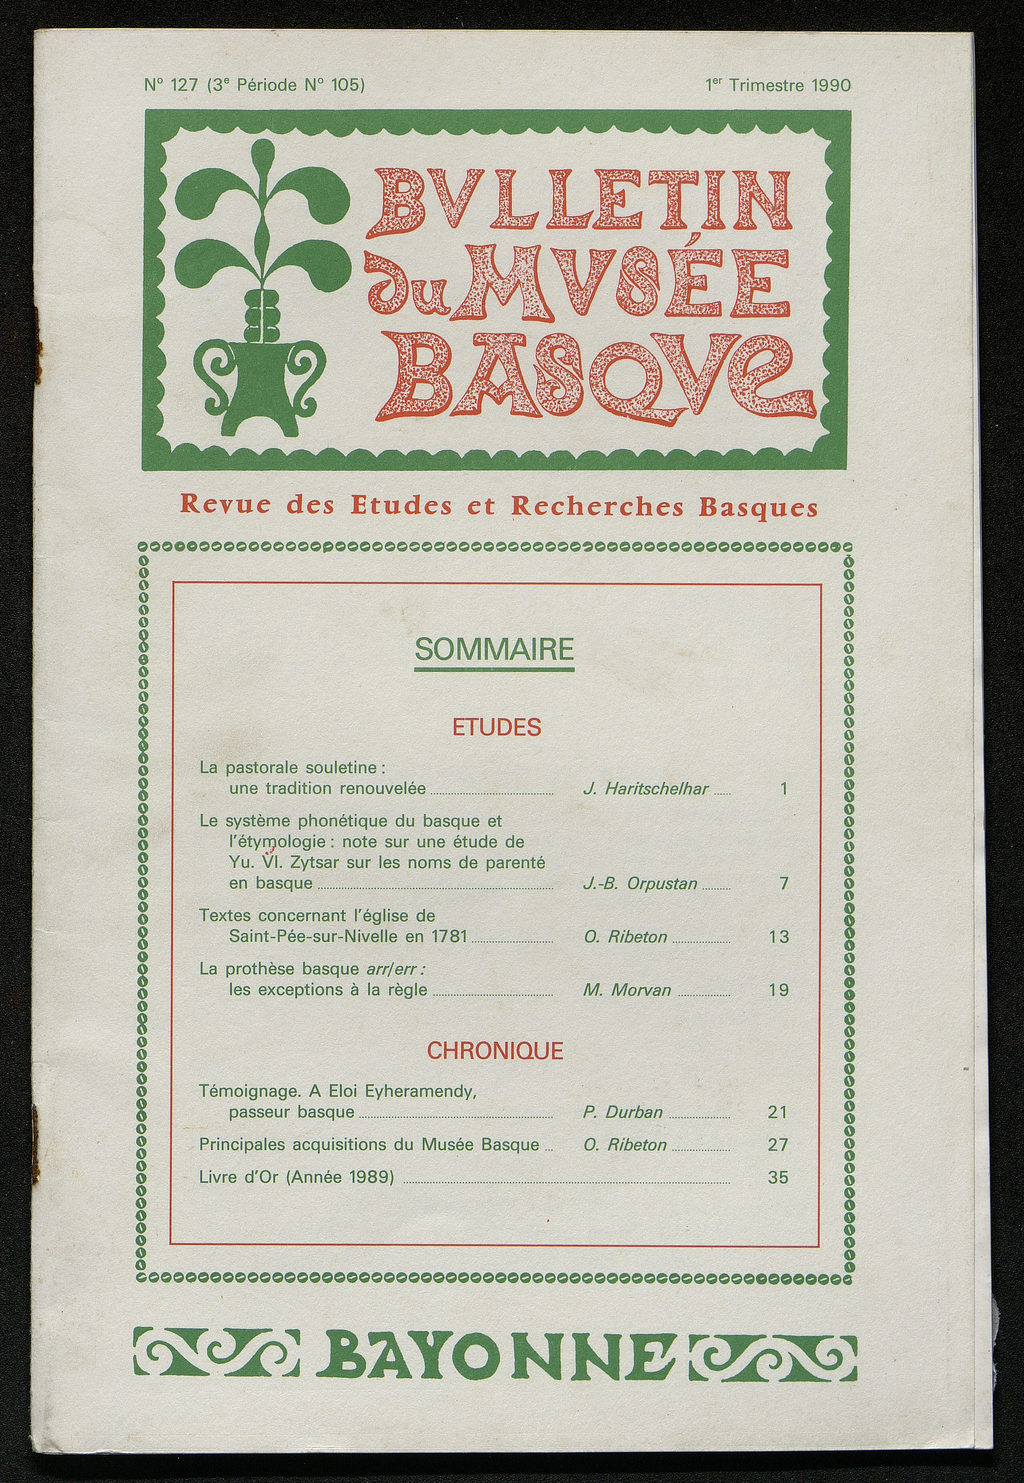 N° 127 (3e Période N° 105)
1er Trimestre 1990
BVLLETIN
du MVSÉE
BASQVE
Revue des Etudes et Recherches Basques
SOMMAIRE
ETUDES
La pastorale souletine :
une tradition renouvelée ........ J. Haritschelhar ...... 1
Le système phonétique du basque et
l'étymologie : note sur une étude de
Yu. VI. Zytsar sur les noms de parenté
en basque ........ J.-B. Orpustan ........ 7
Textes concernant l'église de
Saint-Pée-sur-Nivelle en 1781 ........ O. Ribeton ........ 13
La prothèse basque arr/err :
les exceptions à la règle ........ M. Morvan ........ 19
CHRONIQUE
Témoignage. A Eloi Eyheramendy,
passeur basque ........ P. Durban ........ 21
Principales acquisitions du Musée Basque ... O. Ribeton ........ 27
Livre d'Or (Année 1989) ........ 35
BAYONNE